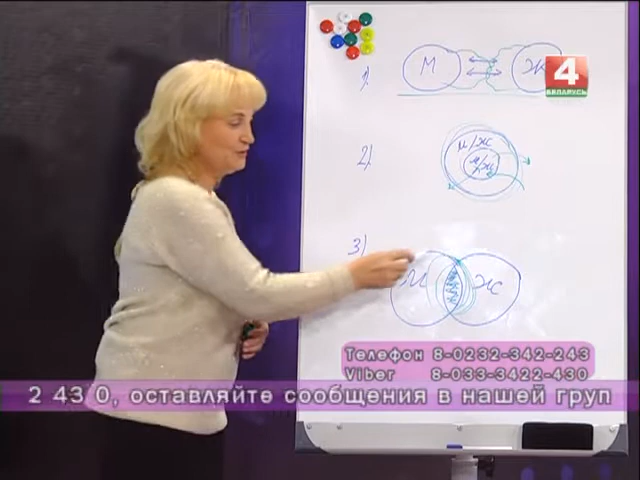 1) М Ж
4
БЕЛАРУСЬ
2) М/Ж
М/Ж
3) М Ж
Телефон 8-0232-342-243
Viber 8-033-3422-430
2 43 0, оставляйте сообщения в нашей груп